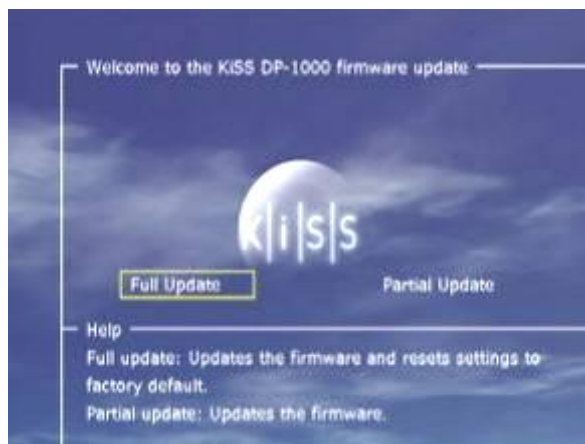 Welcome to the KiSS DP-1000 firmware update
K|i|S|S
Full Update
Partial Update
Help
Full update: Updates the firmware and resets settings to
factory default.
Partial update: Updates the firmware.